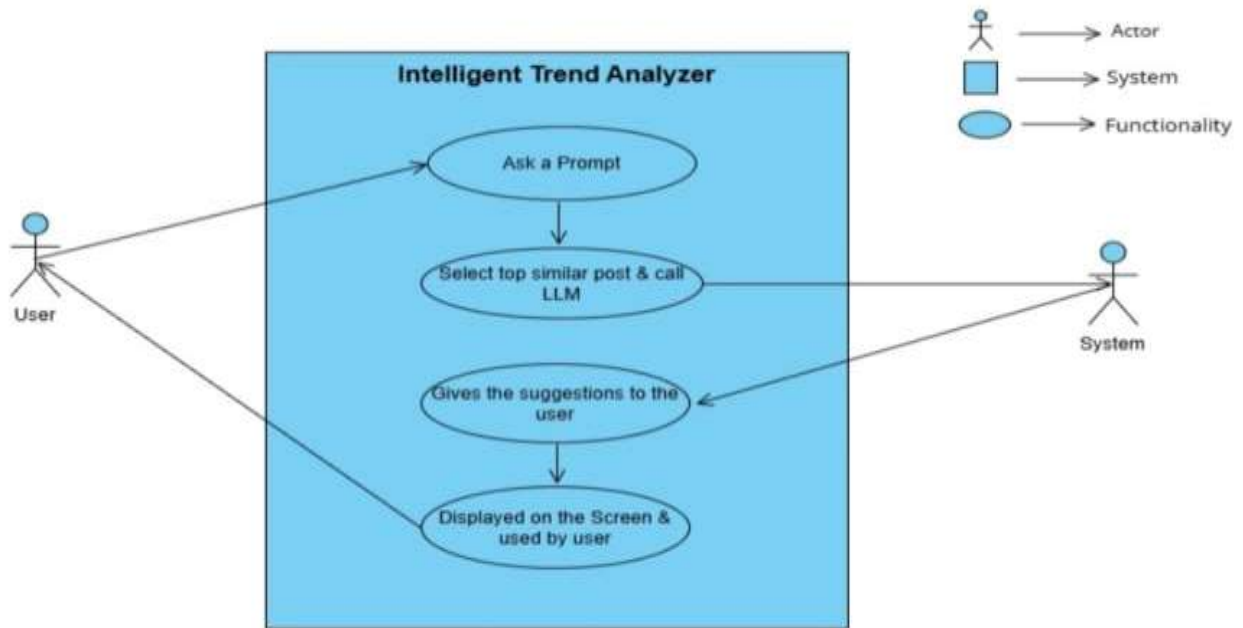 Actor
Intelligent Trend Analyzer
System
Functionality
Ask a Prompt
Select top similar post & call
LLM
User
System
Gives the suggestions to the
user
Displayed on the Screen &
used by user